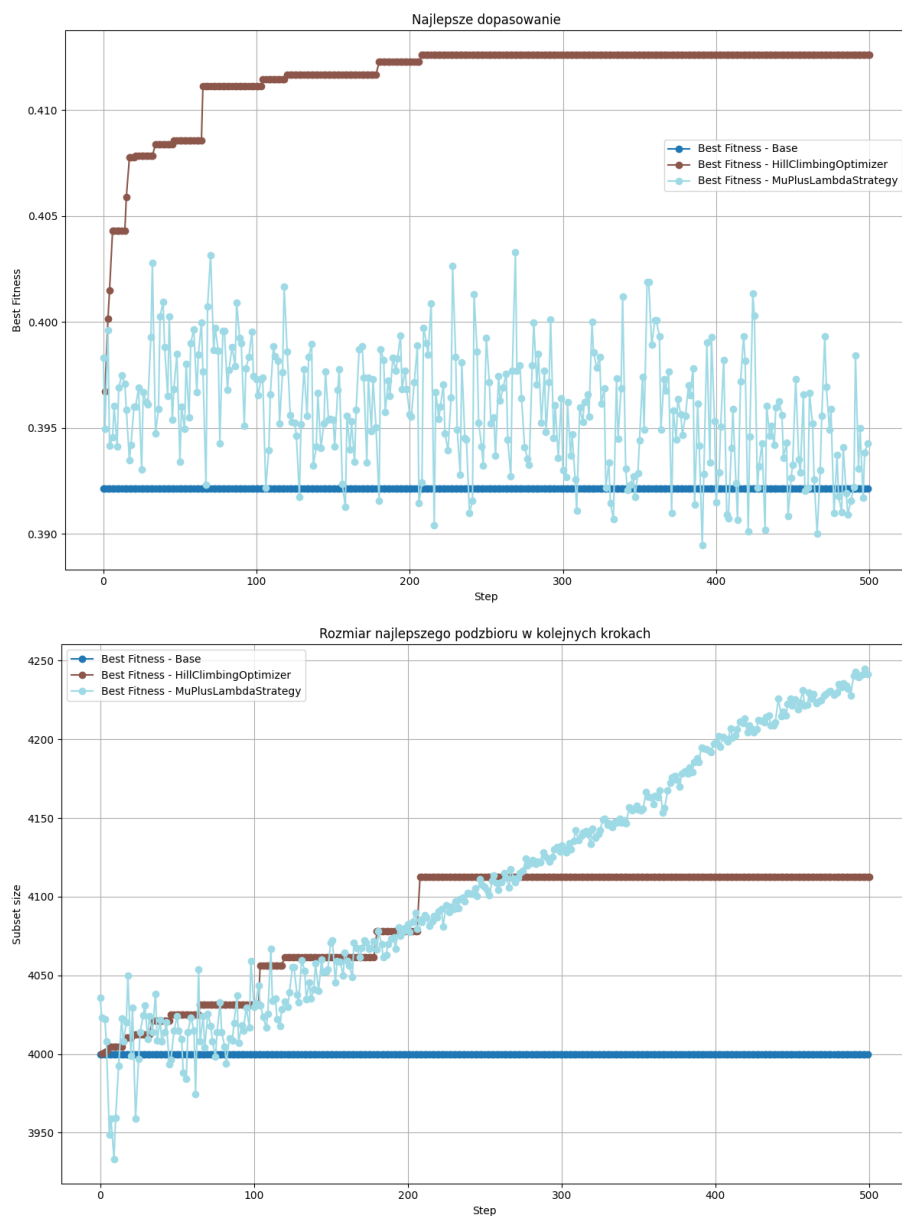 Najlepsze dopasowanie
0.410
0.405
0.400
0.395
0.390
Best Fitness
Best Fitness - Base
Best Fitness - HillClimbingOptimizer
Best Fitness - MuPlusLambdaStrategy
0 100 200 300 400 500
Step
Rozmiar najlepszego podzbioru w kolejnych krokach
4250
4200
4150
4100
4050
4000
3950
Subset size
Best Fitness - Base
Best Fitness - HillClimbingOptimizer
Best Fitness - MuPlusLambdaStrategy
0 100 200 300 400 500
Step